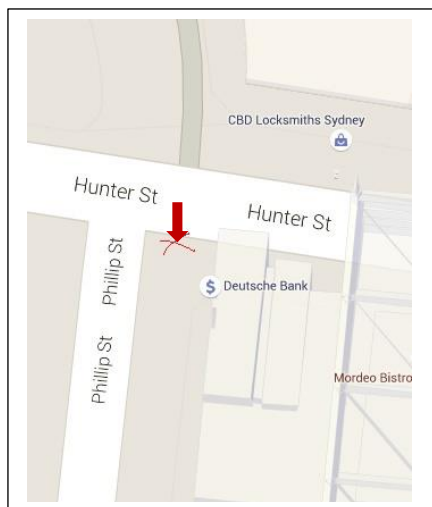 CBD Locksmiths Sydney
Hunter St
Hunter St
Phillip St
$ Deutsche Bank
Phillip St
Mordeo Bistro